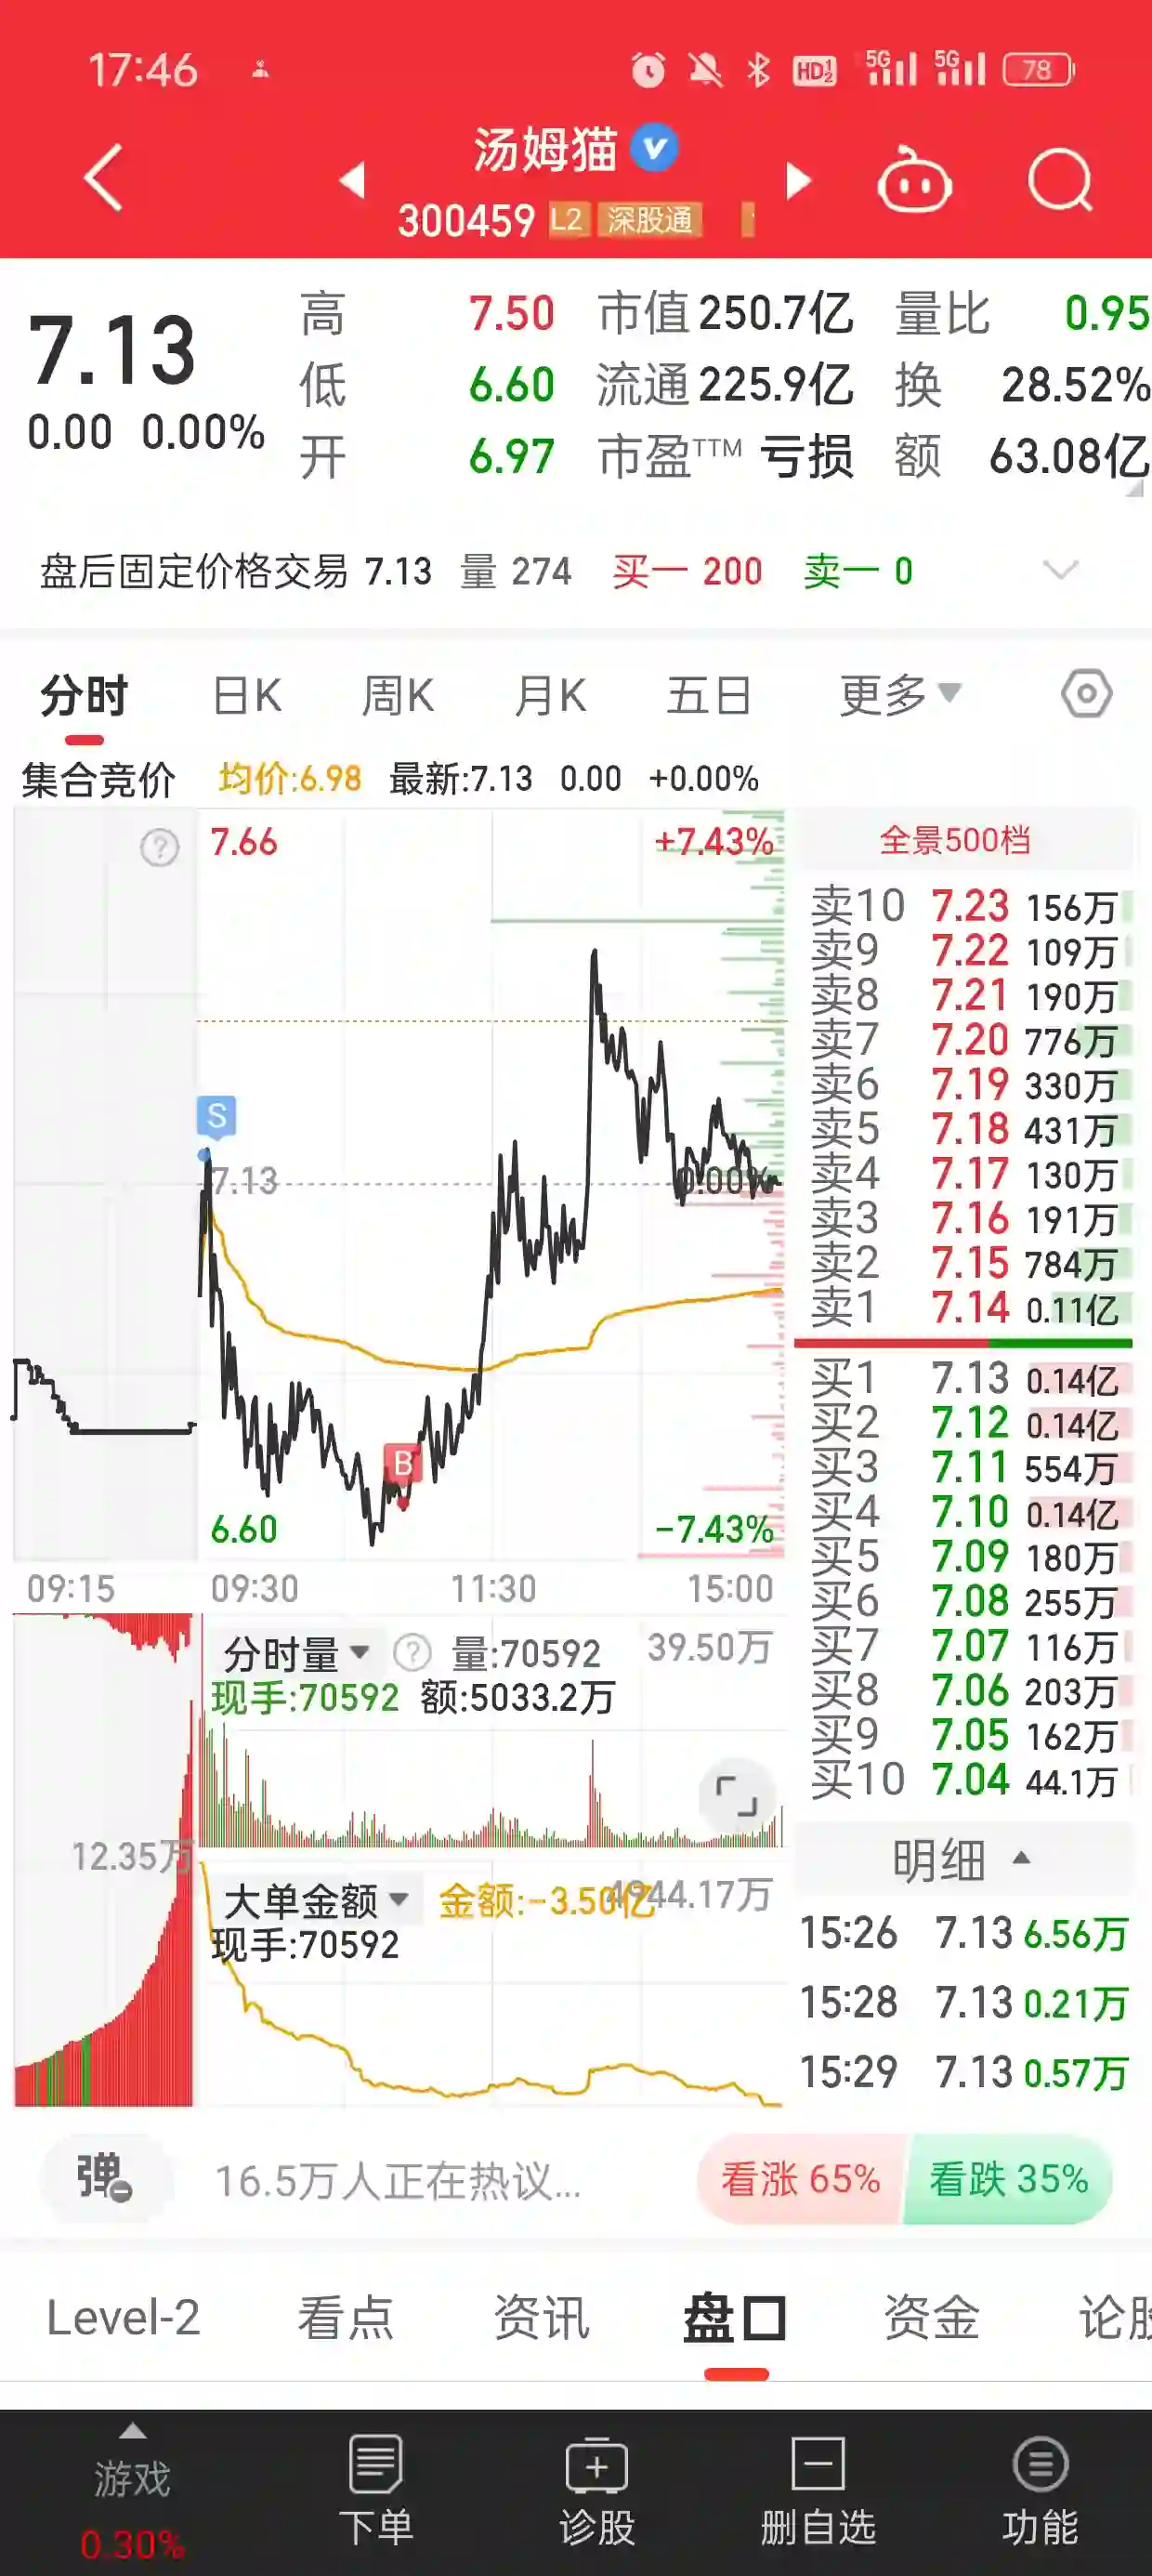 17:46 HD 1 2 5G 5G 78
汤姆猫
300459 L2 深股通
7.13
0.00 0.00%
高 7.50 市值 250.7亿 量比 0.95
低 6.60 流通 225.9亿 换 28.52%
开 6.97 市盈TTM 亏损 额 63.08亿
盘后固定价格交易 7.13 量 274 买一 200 卖一 0
分时 日K 周K 月K 五日 更多
集合竞价 均价:6.98 最新:7.13 0.00 +0.00%
7.66 +7.43%
S
7.13 0.00%
B
6.60 -7.43%
09:15 09:30 11:30 15:00
全景500档
卖10 7.23 156万
卖9 7.22 109万
卖8 7.21 190万
卖7 7.20 776万
卖6 7.19 330万
卖5 7.18 431万
卖4 7.17 130万
卖3 7.16 191万
卖2 7.15 784万
卖1 7.14 0.11亿
买1 7.13 0.14亿
买2 7.12 0.14亿
买3 7.11 554万
买4 7.10 0.14亿
买5 7.09 180万
买6 7.08 255万
买7 7.07 116万
买8 7.06 203万
买9 7.05 162万
买10 7.04 44.1万
分时量 ? 量:70592 39.50万
现手:70592 额:5033.2万
12.35万
大单金额 金额:-3.50亿 4944.17万
现手:70592
明细
15:26 7.13 6.56万
15:28 7.13 0.21万
15:29 7.13 0.57万
弹 16.5万人正在热议... 看涨 65% 看跌 35%
Level-2 看点 资讯 盘口 资金 论股
游戏 下单 诊股 删自选 功能
0.30%